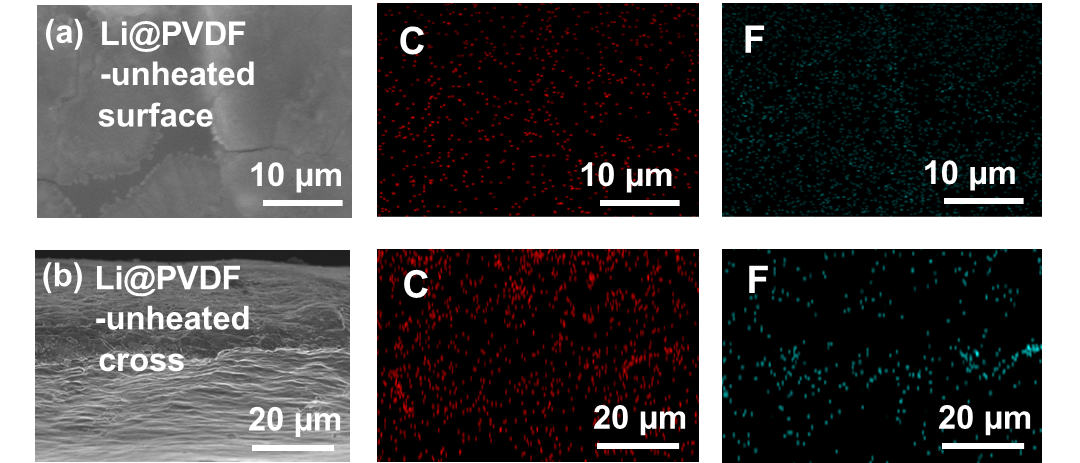 (a) Li@PVDF
-unheated
surface
10 μm
C
10 μm
F
10 μm
(b) Li@PVDF
-unheated
cross
20 μm
C
20 μm
F
20 μm